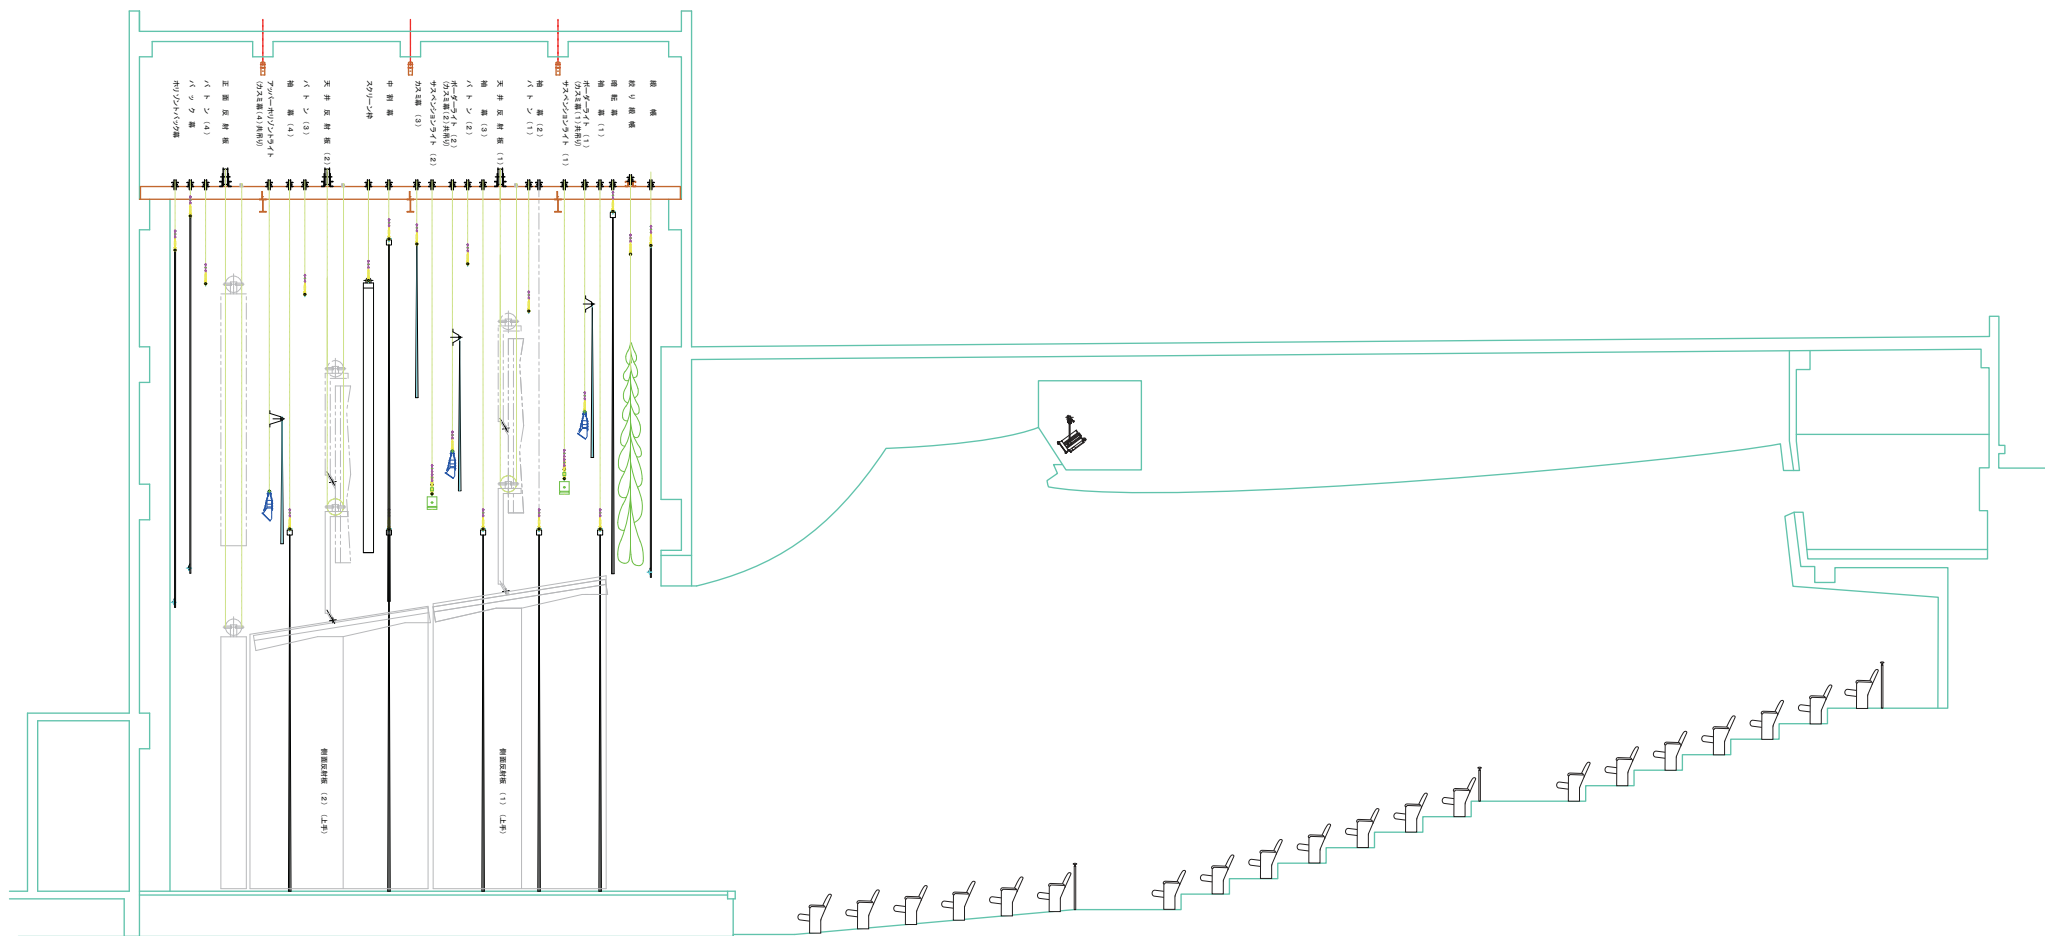 緞　帳
絞り緞帳
暗転幕
袖　幕（1）
ボーダーライト（1）
(カスミ幕(1)共吊り)
サスペンションライト（1）
袖　幕（2）
バトン（1）
天井反射板（1）
袖　幕（3）
バトン（2）
ボーダーライト（2）
(カスミ幕(2)共吊り)
サスペンションライト（2）
カスミ幕（3）
中割幕
スクリーン枠
天井反射板（2）
バトン（3）
袖　幕（4）
アッパーホリゾントライト
(カスミ幕(4)共吊り)
正面反射板
バトン（4）
バック幕
ホリゾントバック幕
側面反射板（1）（上手）
側面反射板（2）（上手）